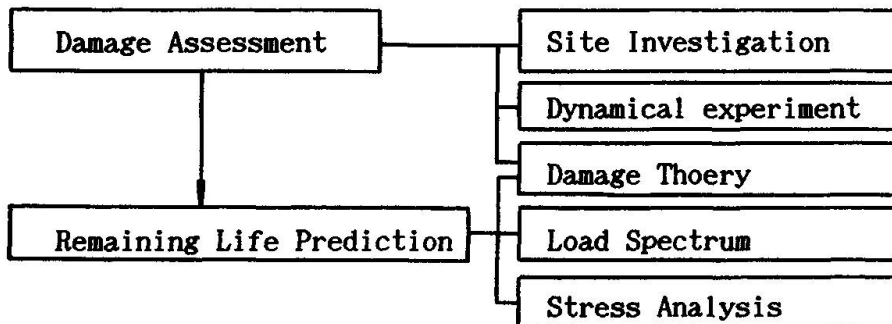 Damage Assessment
Site Investigation
Dynamical experiment
Damage Thoery
Remaining Life Prediction
Load Spectrum
Stress Analysis